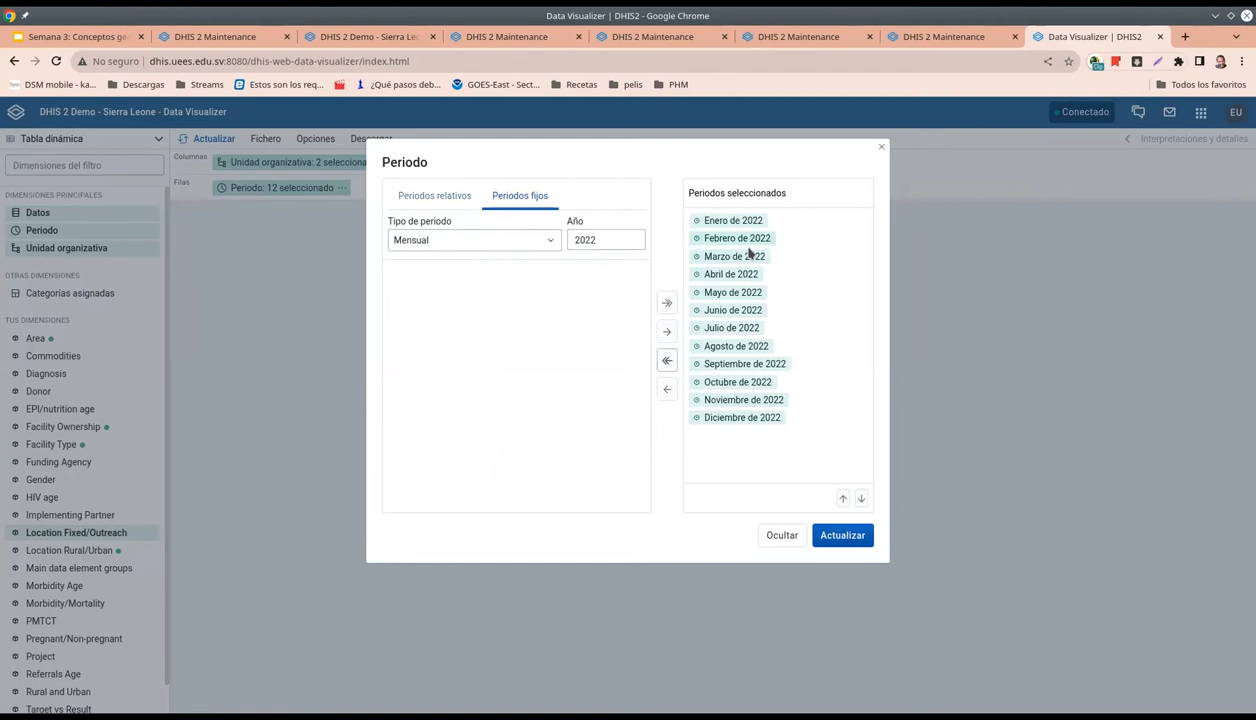 Data Visualizer | DHIS2 - Google Chrome
Semana 3: Conceptos ge
DHIS 2 Maintenance
DHIS 2 Demo - Sierra Leo
DHIS 2 Maintenance
DHIS 2 Maintenance
DHIS 2 Maintenance
DHIS 2 Maintenance
Data Visualizer | DHIS2
No seguro
dhis.uees.edu.sv:8080/dhis-web-data-visualizer/index.html
DSM mobile - ka...
Descargas
Streams
Estos son los req...
¿Qué pasos deb...
GOES-East - Sect...
Recetas
pelis
PHM
Todos los favoritos
DHIS 2 Demo - Sierra Leone - Data Visualizer
Conectado
EU
Tabla dinámica
Actualizar
Fichero
Opciones
Descargar
Interpretaciones y detalles
Dimensiones del filtro
Columnas
Unidad organizativa: 2 selecciona
Filas
Periodo: 12 seleccionado ···
DIMENSIONES PRINCIPALES
Datos
Periodo
Unidad organizativa
OTRAS DIMENSIONES
Categorías asignadas
TUS DIMENSIONES
Area
Commodities
Diagnosis
Donor
EPI/nutrition age
Facility Ownership
Facility Type
Funding Agency
Gender
HIV age
Implementing Partner
Location Fixed/Outreach
Location Rural/Urban
Main data element groups
Morbidity Age
Morbidity/Mortality
PMTCT
Pregnant/Non-pregnant
Project
Referrals Age
Rural and Urban
Target vs Result
Periodo
Periodos relativos
Periodos fijos
Tipo de periodo
Año
Mensual
2022
Periodos seleccionados
Enero de 2022
Febrero de 2022
Marzo de 2022
Abril de 2022
Mayo de 2022
Junio de 2022
Julio de 2022
Agosto de 2022
Septiembre de 2022
Octubre de 2022
Noviembre de 2022
Diciembre de 2022
Ocultar
Actualizar